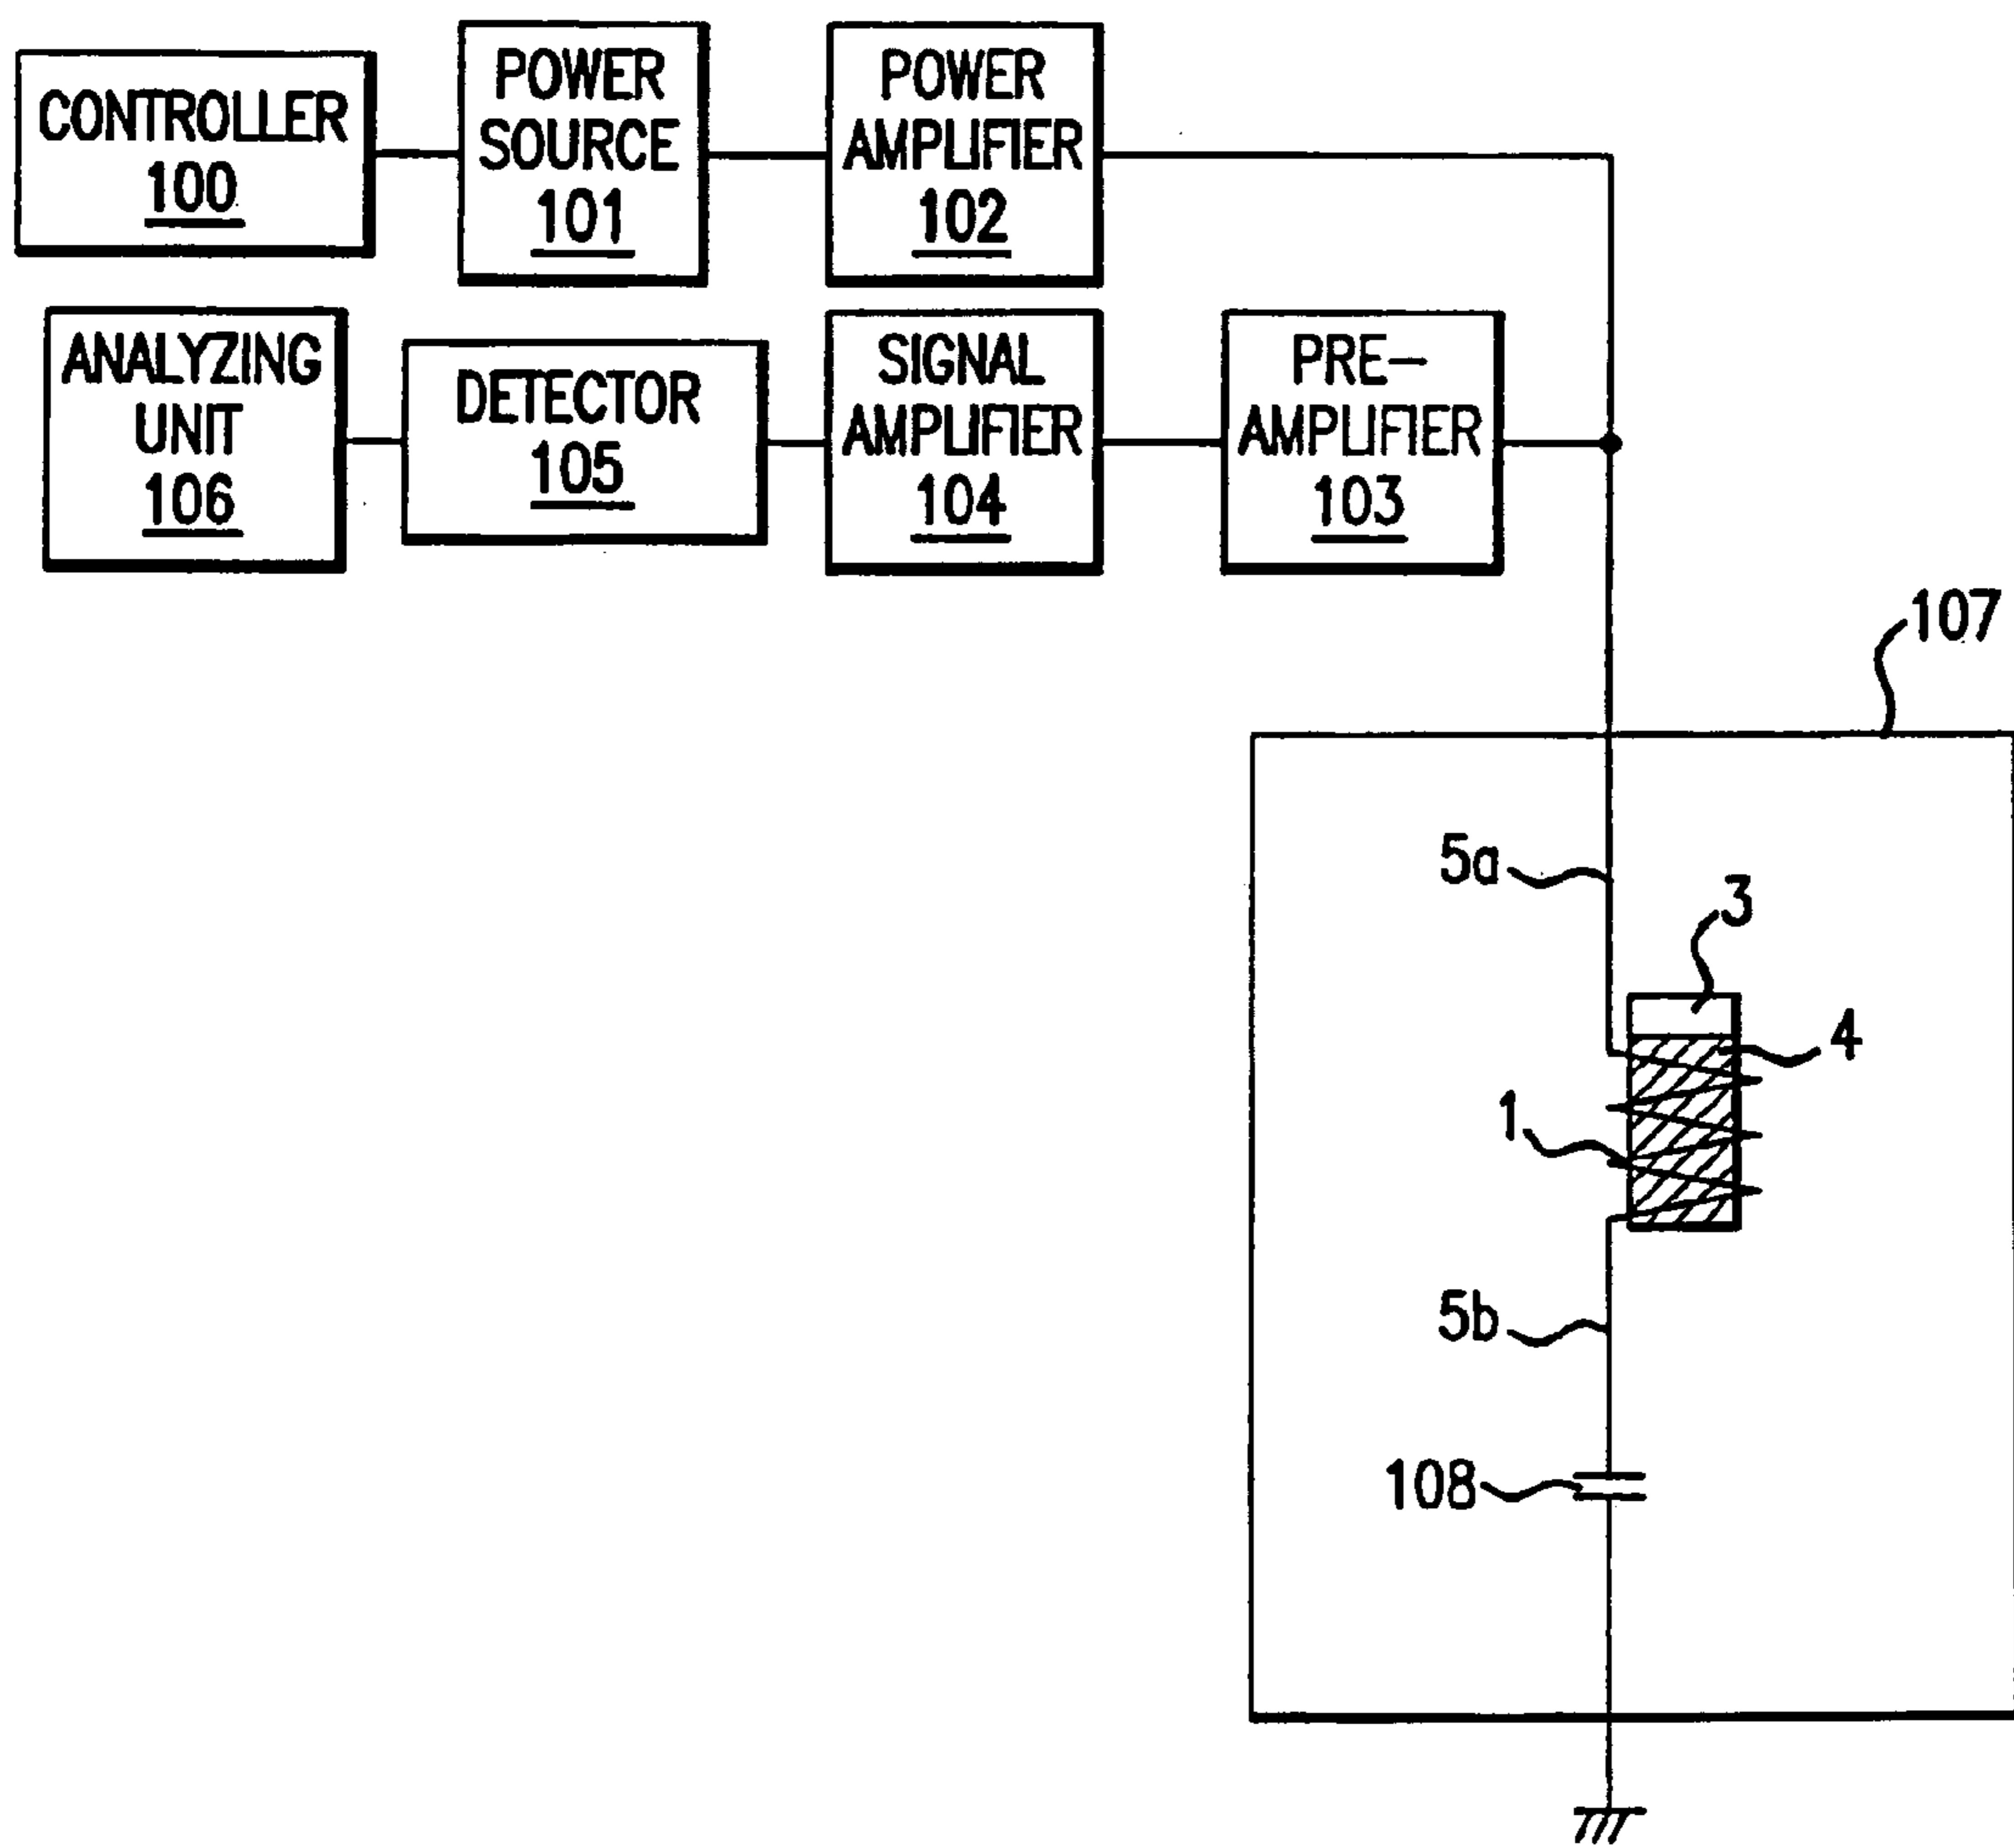 CONTROLLER
100
POWER
SOURCE
101
POWER
AMPLIFIER
102
ANALYZING
UNIT
106
DETECTOR
105
SIGNAL
AMPLIFIER
104
PRE-
AMPLIFIER
103
107
5a
3
4
1
5b
108